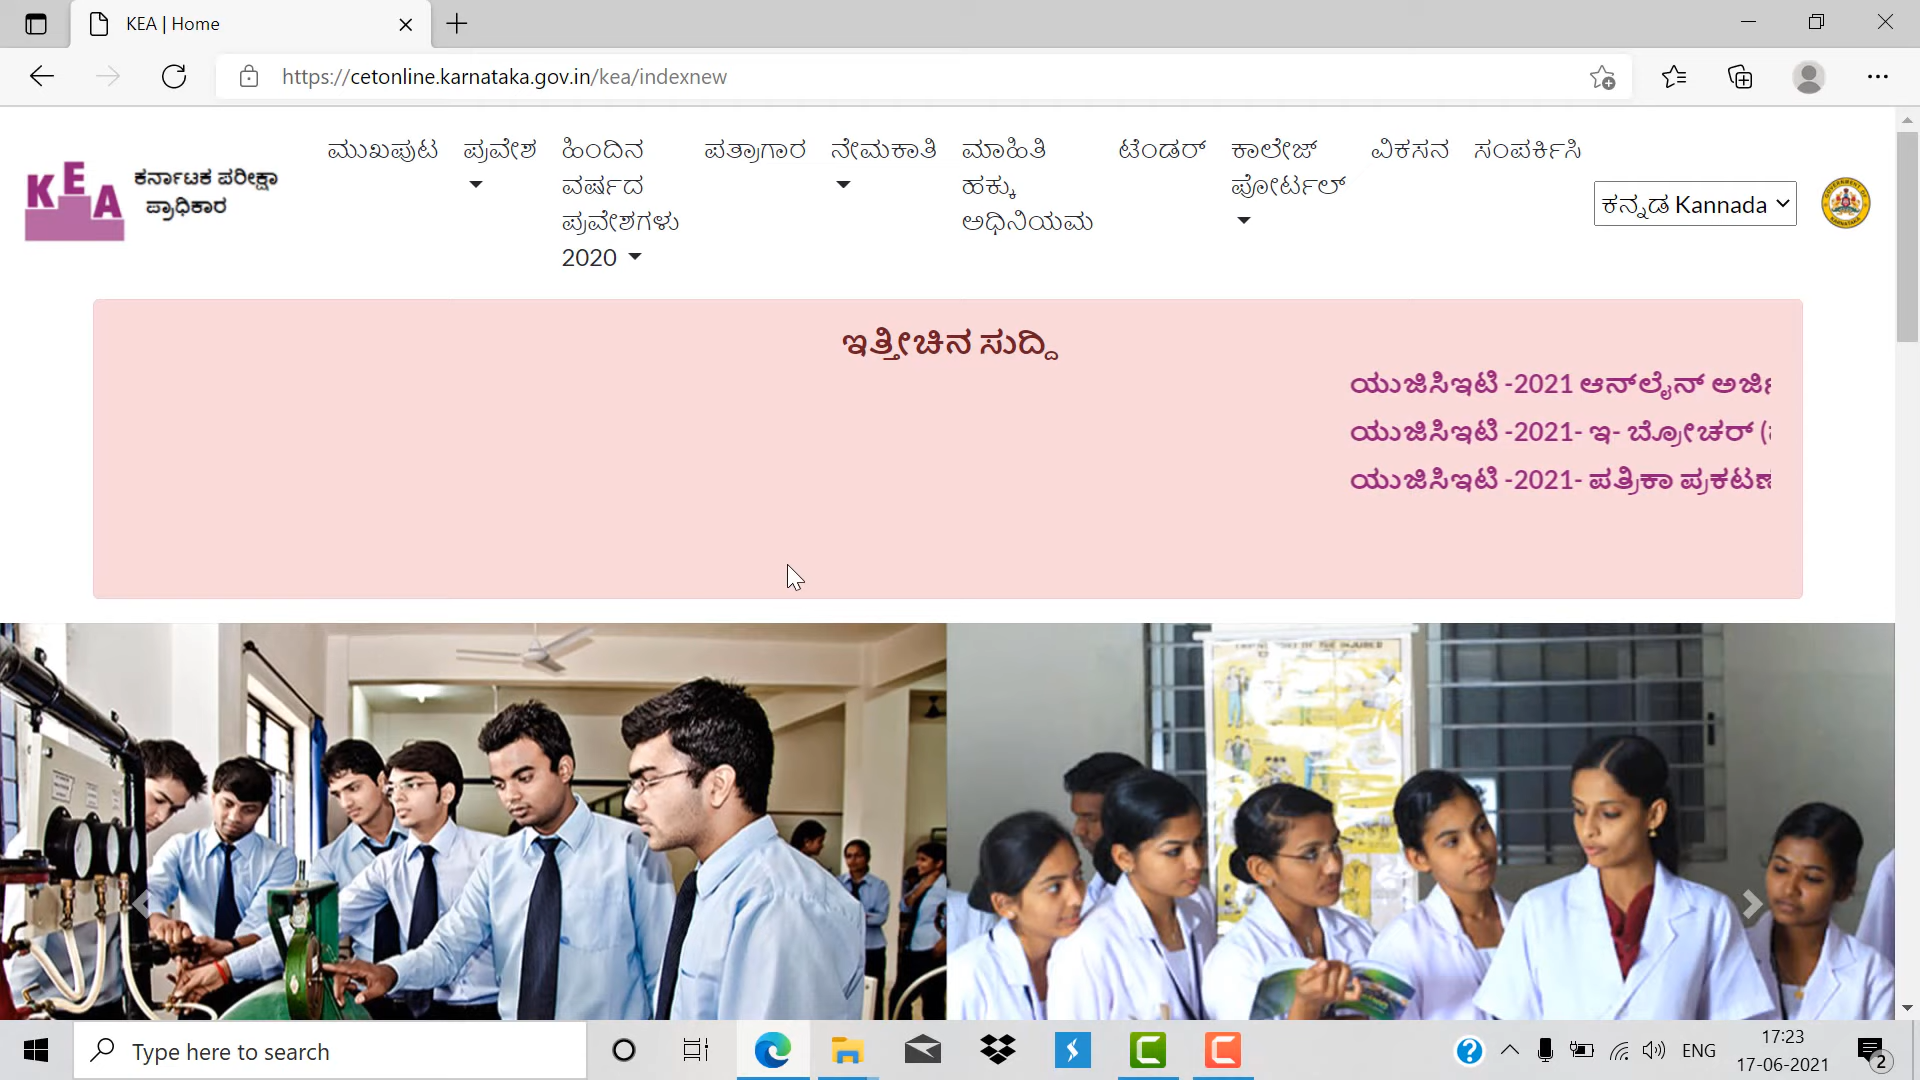 KEA | Home
https://cetonline.karnataka.gov.in/kea/indexnew
KEA
ಕರ್ನಾಟಕ ಪರೀಕ್ಷಾ
ಪ್ರಾಧಿಕಾರ
ಮುಖಪುಟ
ಪ್ರವೇಶ
ಹಿಂದಿನ
ವರ್ಷದ
ಪ್ರವೇಶಗಳು
2020
ಪತ್ರಾಗಾರ
ನೇಮಕಾತಿ
ಮಾಹಿತಿ
ಹಕ್ಕು
ಅಧಿನಿಯಮ
ಟೆಂಡರ್
ಕಾಲೇಜ್
ಪೋರ್ಟಲ್
ವಿಕಸನ
ಸಂಪರ್ಕಿಸಿ
ಕನ್ನಡ Kannada
ಇತ್ತೀಚಿನ ಸುದ್ದಿ
ಯುಜಿಸಿಇಟಿ -2021 ಆನ್‌ಲೈನ್
ಯುಜಿಸಿಇಟಿ -2021- ಇ- ಬ್ರೋಚರ್ (
ಯುಜಿಸಿಇಟಿ -2021- ಪತ್ರಿಕಾ
Type here to search
ENG
17:23
17-06-2021
2